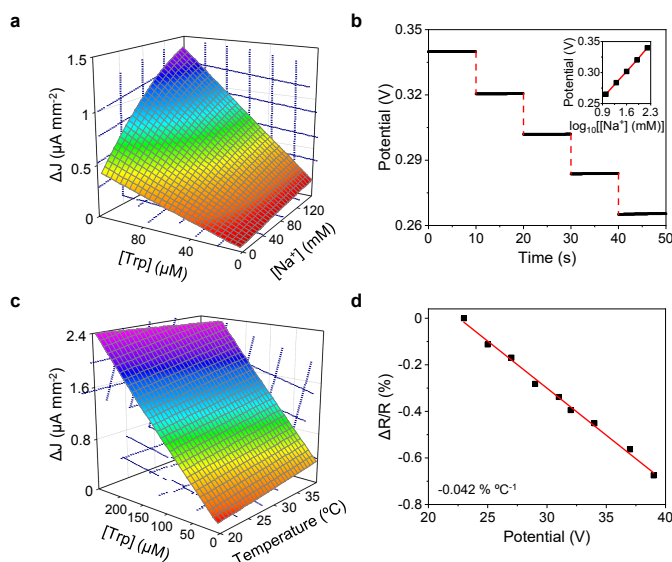 a
1.5
1
0.5
0
ΔJ (µA mm⁻²)
80
40
0
[Trp] (µM)
0
40
80
120
[Na⁺] (mM)
b
0.35
0.32
0.29
0.26
Potential (V)
0
10
20
30
40
50
Time (s)
0.35
0.30
0.25
Potential (V)
0.9
1.6
2.3
log₁₀[[Na⁺] (mM)]
c
2.4
1.6
0.8
0
ΔJ (µA mm⁻²)
200
150
100
50
0
[Trp] (µM)
20
25
30
35
Temperature (ºC)
d
0
-0.2
-0.4
-0.6
-0.8
ΔR/R (%)
-0.042 % ºC⁻¹
20
25
30
35
40
Potential (V)